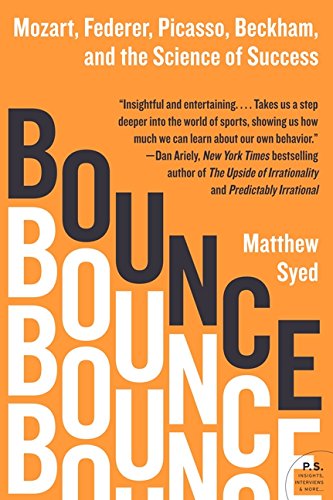 Mozart, Federer, Picasso, Beckham,
and the Science of Success
“Insightful and entertaining. . . . Takes us a step
deeper into the world of sports, showing us how
much we can learn about our own behavior.”
—Dan Ariely, New York Times bestselling
author of The Upside of Irrationality
and Predictably Irrational
BOUNCE
Matthew
Syed
BOUNCE
BOUNCE
BOUNCE
P.S.
INSIGHTS,
INTERVIEWS
& MORE...